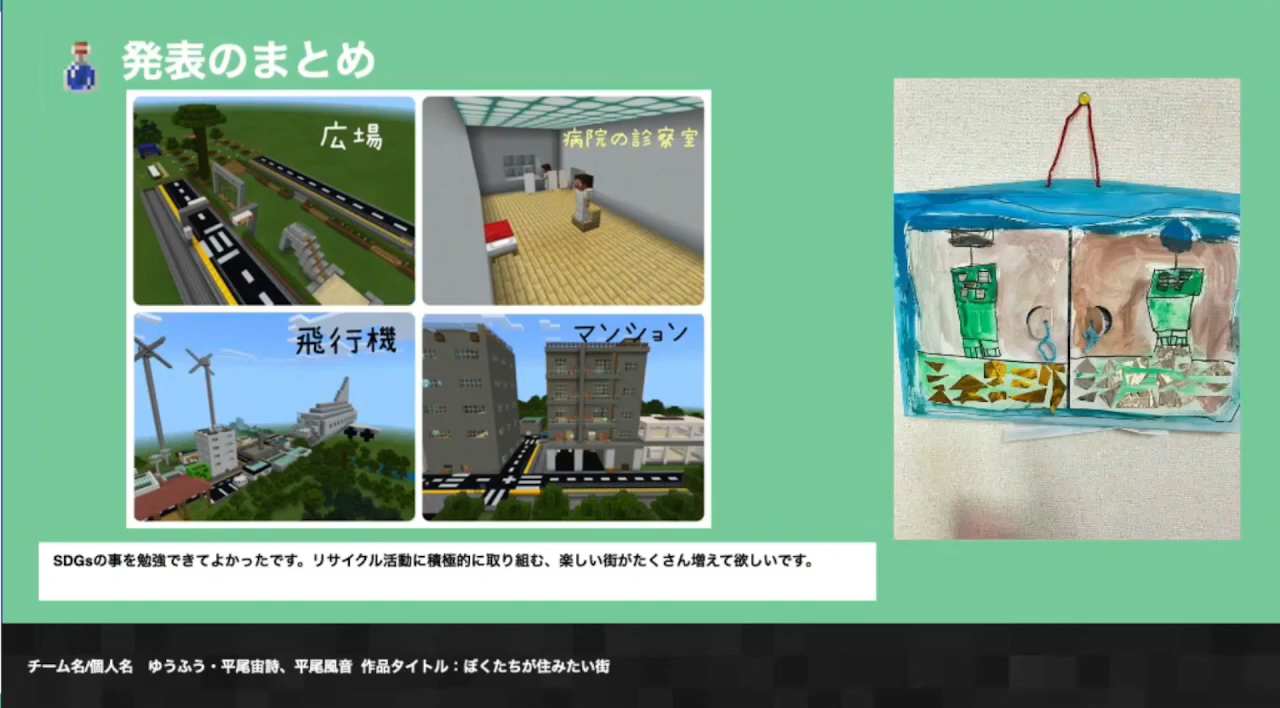 発表のまとめ
広場
病院の診察室
飛行機
マンション
SDGsの事を勉強できてよかったです。リサイクル活動に積極的に取り組む、楽しい街がたくさん増えて欲しいです。
チーム名/個人名　ゆうふう・平尾宙詩、平尾風音 作品タイトル：ぼくたちが住みたい街